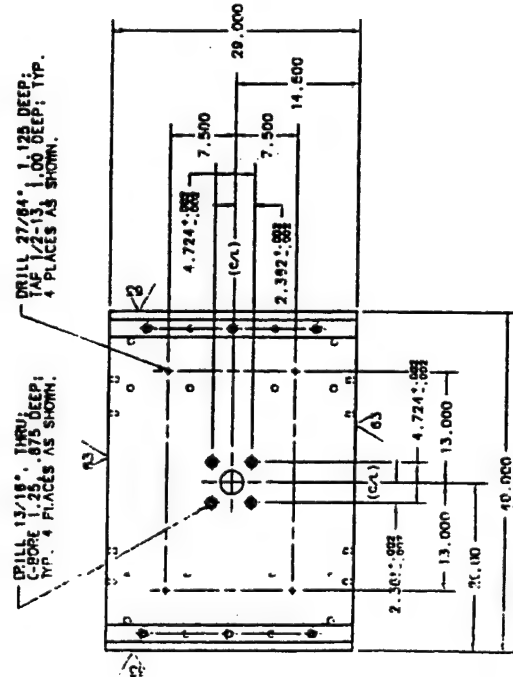 DRILL 13/16", THRU;
C-BORE 1.25, .875 DEEP;
TYP. 4 PLACES AS SHOWN.
DRILL 27/64", 1.125 DEEP;
TAP 1/2-13, 1.00 DEEP; TYP.
4 PLACES AS SHOWN.
63
63
29.000
14.500
7.500
7.500
4.724
(C/L)
2.392
(C/L)
4.724
13.000
13.000
40.000